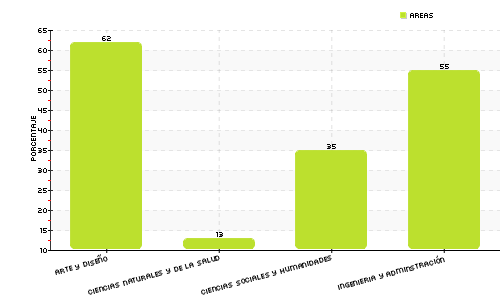 AREAS
65
60
55
50
45
40
35
30
25
20
15
10
PORCENTAJE
62
13
35
55
ARTE Y DISEÑO
CIENCIAS NATURALES Y DE LA SALUD
CIENCIAS SOCIALES Y HUMANIDADES
INGENIERIA Y ADMINSTRACIÓN